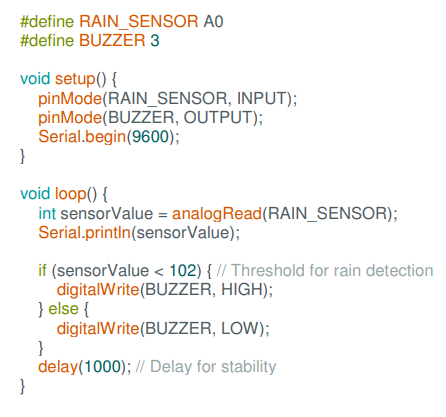 #define RAIN_SENSOR A0
#define BUZZER 3

void setup() {
  pinMode(RAIN_SENSOR, INPUT);
  pinMode(BUZZER, OUTPUT);
  Serial.begin(9600);
}

void loop() {
  int sensorValue = analogRead(RAIN_SENSOR);
  Serial.println(sensorValue);

  if (sensorValue < 102) { // Threshold for rain detection
    digitalWrite(BUZZER, HIGH);
  } else {
    digitalWrite(BUZZER, LOW);
  }
  delay(1000); // Delay for stability
}